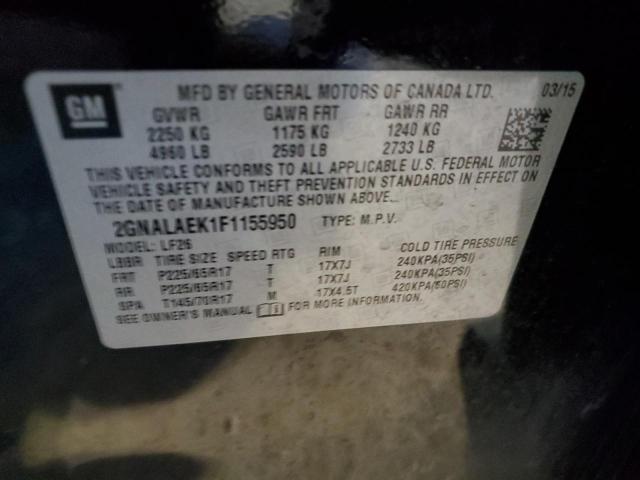 GM
MFD BY GENERAL MOTORS OF CANADA LTD. 03/15
GVWR GAWR FRT GAWR RR
2250 KG 1175 KG 1240 KG
4960 LB 2590 LB 2733 LB
THIS VEHICLE CONFORMS TO ALL APPLICABLE U.S. FEDERAL MOTOR
VEHICLE SAFETY AND THEFT PREVENTION STANDARDS IN EFFECT ON
THE DATE OF MANUFACTURE SHOWN ABOVE.
2GNALAEK1F1155950 TYPE: M.P.V.
MODEL: LF26
TIRE SIZE SPEED RTG RIM COLD TIRE PRESSURE
FRT P225/65R17 T 17X7J 240KPA(35PSI)
RR P225/65R17 T 17X7J 240KPA(35PSI)
SPA T145/70R17 M 17X4.5T 420KPA(60PSI)
SEE OWNER'S MANUAL FOR MORE INFORMATION.